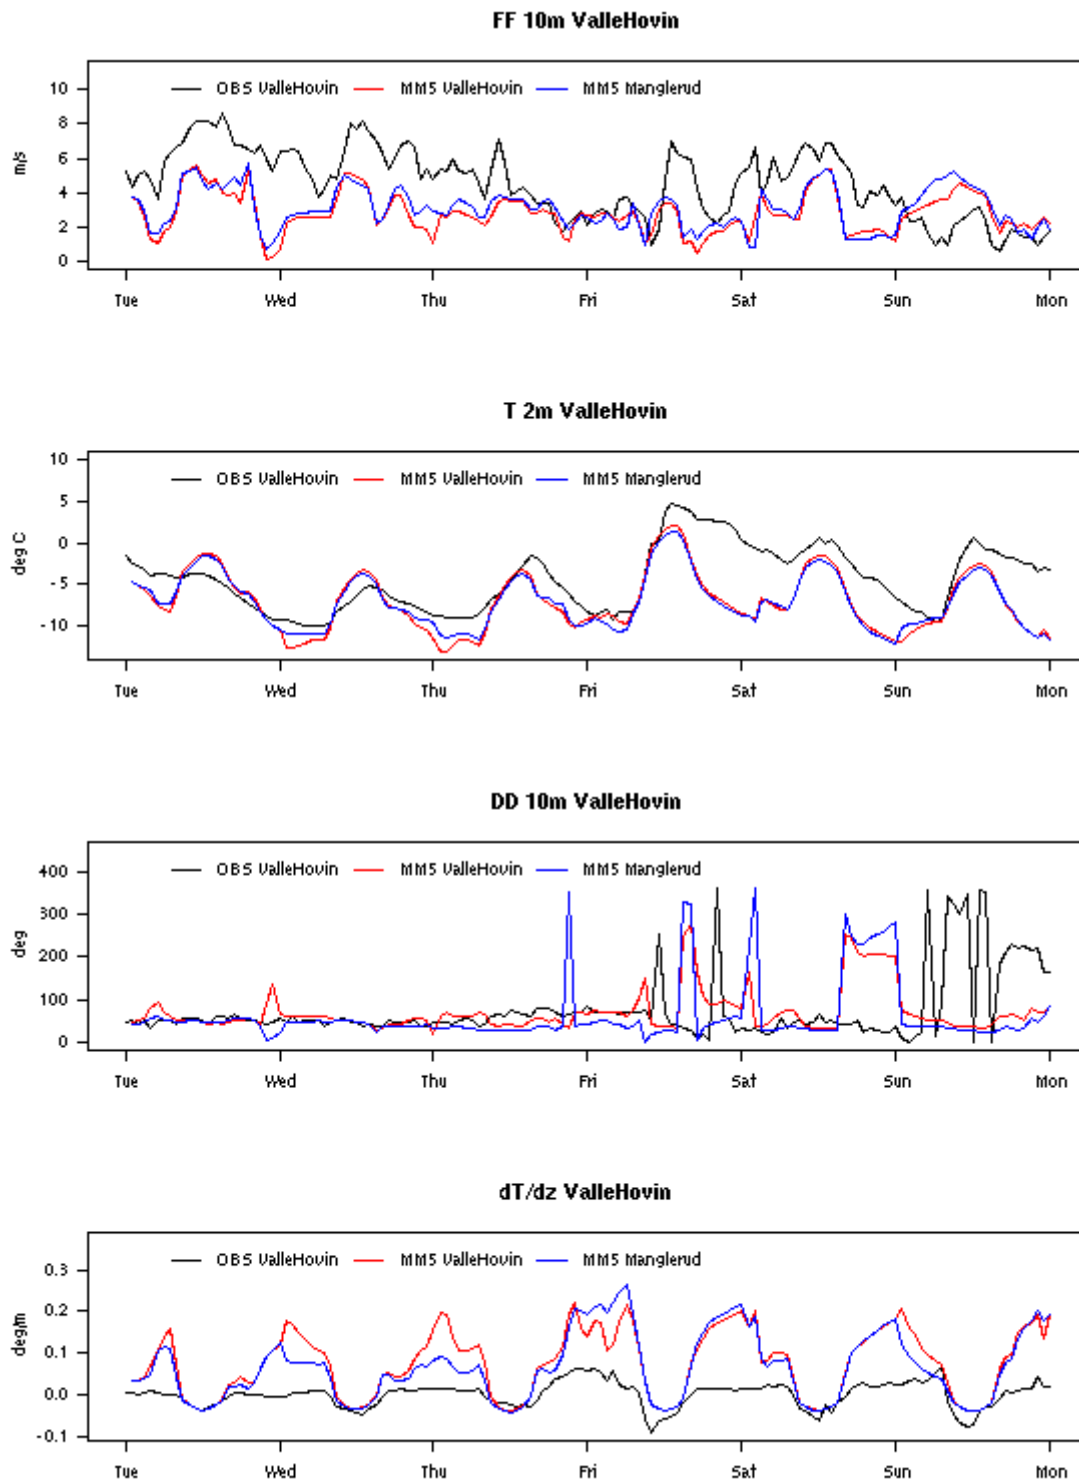 FF 10m ValleHovin
OBS ValleHovin MM5 ValleHovin MM5 Manglerud
10
8
6
4
2
0
m/s
Tue Wed Thu Fri Sat Sun Mon
T 2m ValleHovin
OBS ValleHovin MM5 ValleHovin MM5 Manglerud
10
5
0
-5
-10
deg C
Tue Wed Thu Fri Sat Sun Mon
DD 10m ValleHovin
OBS ValleHovin MM5 ValleHovin MM5 Manglerud
400
300
200
100
0
deg
Tue Wed Thu Fri Sat Sun Mon
dT/dz ValleHovin
OBS ValleHovin MM5 ValleHovin MM5 Manglerud
0.3
0.2
0.1
0.0
-0.1
deg/m
Tue Wed Thu Fri Sat Sun Mon